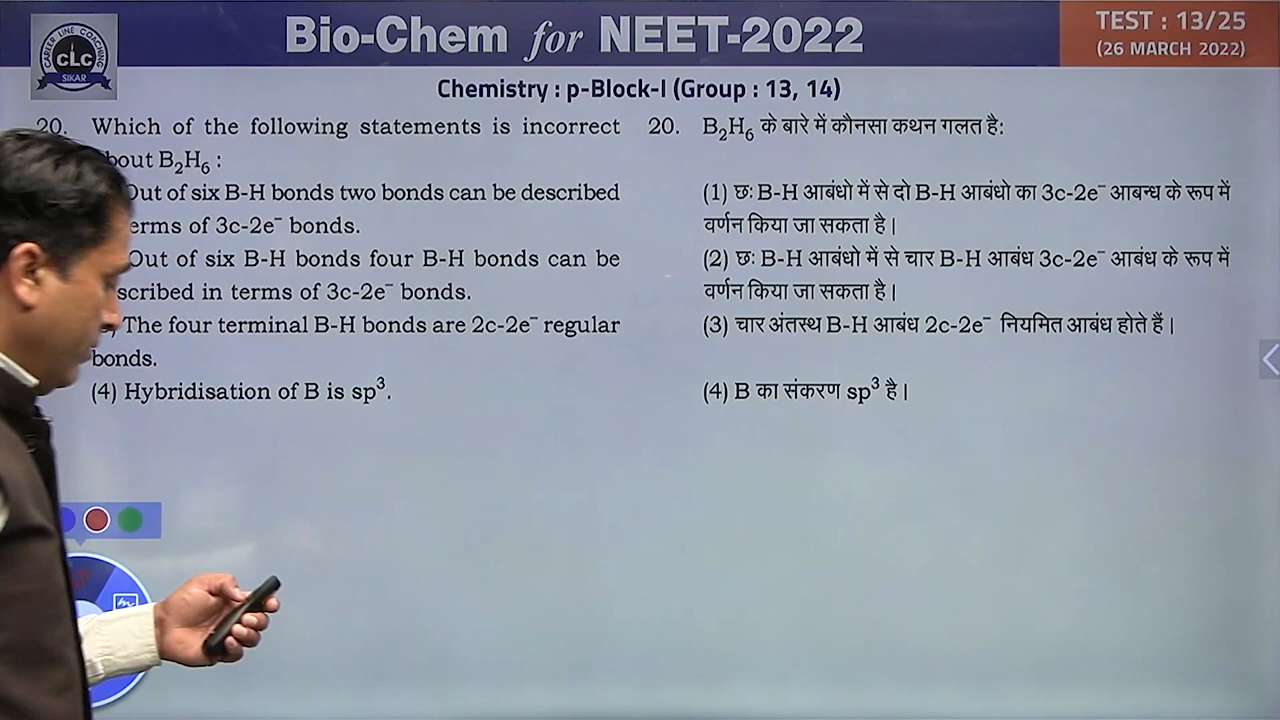 Bio-Chem for NEET-2022
TEST : 13/25
(26 MARCH 2022)
CAREER LINE COACHING
CLC
SIKAR
Chemistry : p-Block-I (Group : 13, 14)
20. Which of the following statements is incorrect
B₂H₆ :
Out of six B-H bonds two bonds can be described
terms of 3c-2e⁻ bonds.
Out of six B-H bonds four B-H bonds can be
in terms of 3c-2e⁻ bonds.
The four terminal B-H bonds are 2c-2e⁻ regular
bonds.
(4) Hybridisation of B is sp³.
20. B₂H₆ के बारे में कौनसा कथन गलत है:
(1) छः B-H आबंधो में से दो B-H आबंधो का 3c-2e⁻ आबन्ध के रूप में
वर्णन किया जा सकता है।
(2) छः B-H आबंधो में से चार B-H आबंध 3c-2e⁻ आबंध के रूप में
वर्णन किया जा सकता है।
(3) चार अंतस्थ B-H आबंध 2c-2e⁻ नियमित आबंध होते हैं।
(4) B का संकरण sp³ है।